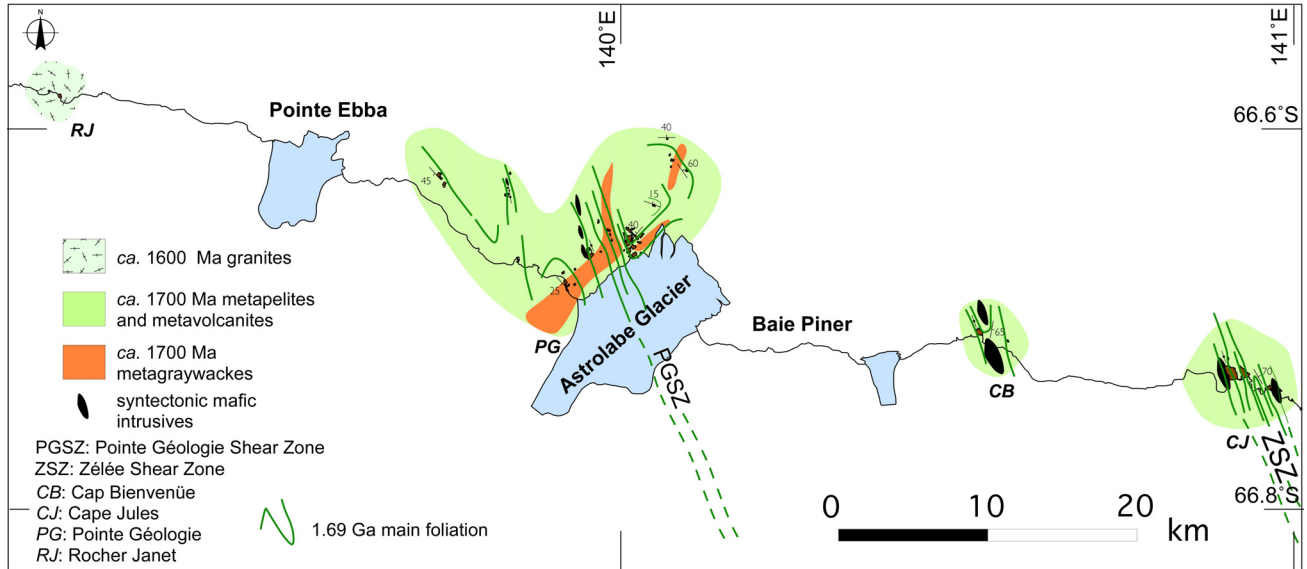 140°E
141°E
66.6°S
Pointe Ebba
RJ
40
60
45
15
40
25
ca. 1600 Ma granites
ca. 1700 Ma metapelites
and metavolcanites
ca. 1700 Ma
metagraywackes
syntectonic mafic
intrusives
PG
Astrolabe Glacier
PGSZ
Baie Piner
65
CB
70
CJ
ZSZ
PGSZ: Pointe Géologie Shear Zone
ZSZ: Zélée Shear Zone
CB: Cap Bienvenüe
CJ: Cape Jules
PG: Pointe Géologie
RJ: Rocher Janet
1.69 Ga main foliation
0 10 20
km
66.8°S